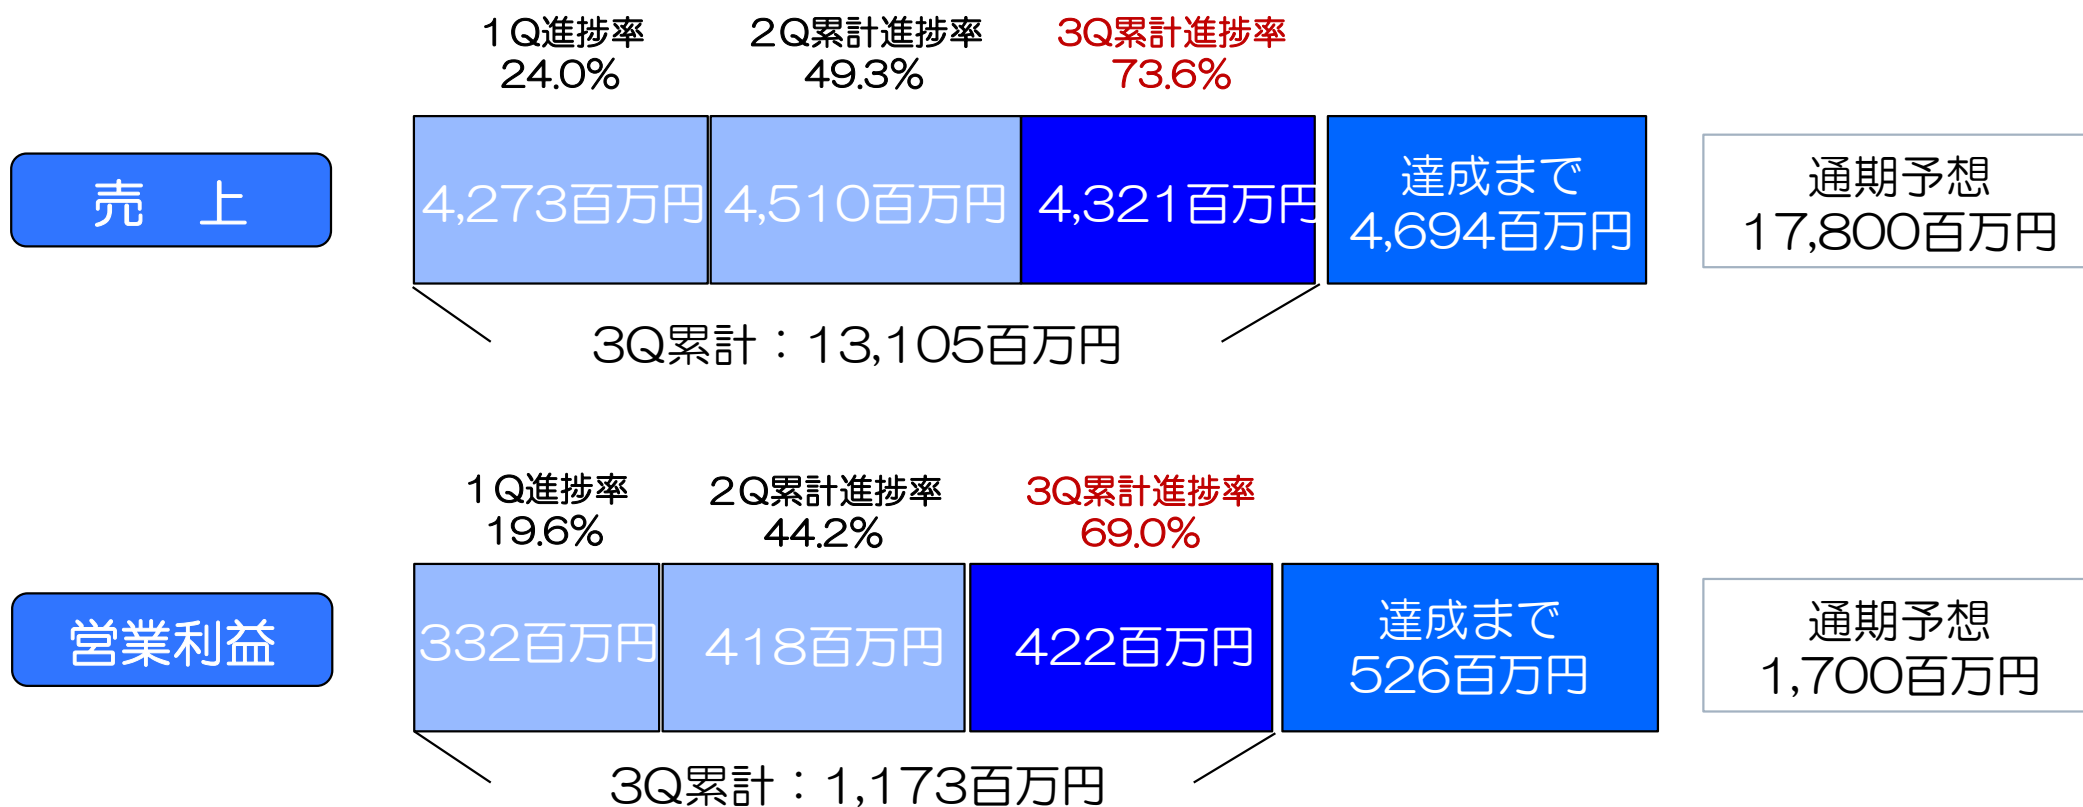 １Q進捗率
24.0%
２Q累計進捗率
49.3%
3Q累計進捗率
73.6%
売　上
4,273百万円
4,510百万円
4,321百万円
達成まで
4,694百万円
通期予想
17,800百万円
3Q累計：13,105百万円
１Q進捗率
19.6%
２Q累計進捗率
44.2%
3Q累計進捗率
69.0%
営業利益
332百万円
418百万円
422百万円
達成まで
526百万円
通期予想
1,700百万円
3Q累計：1,173百万円